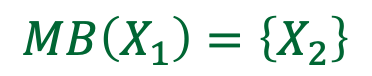 MB(X₁) = {X₂}